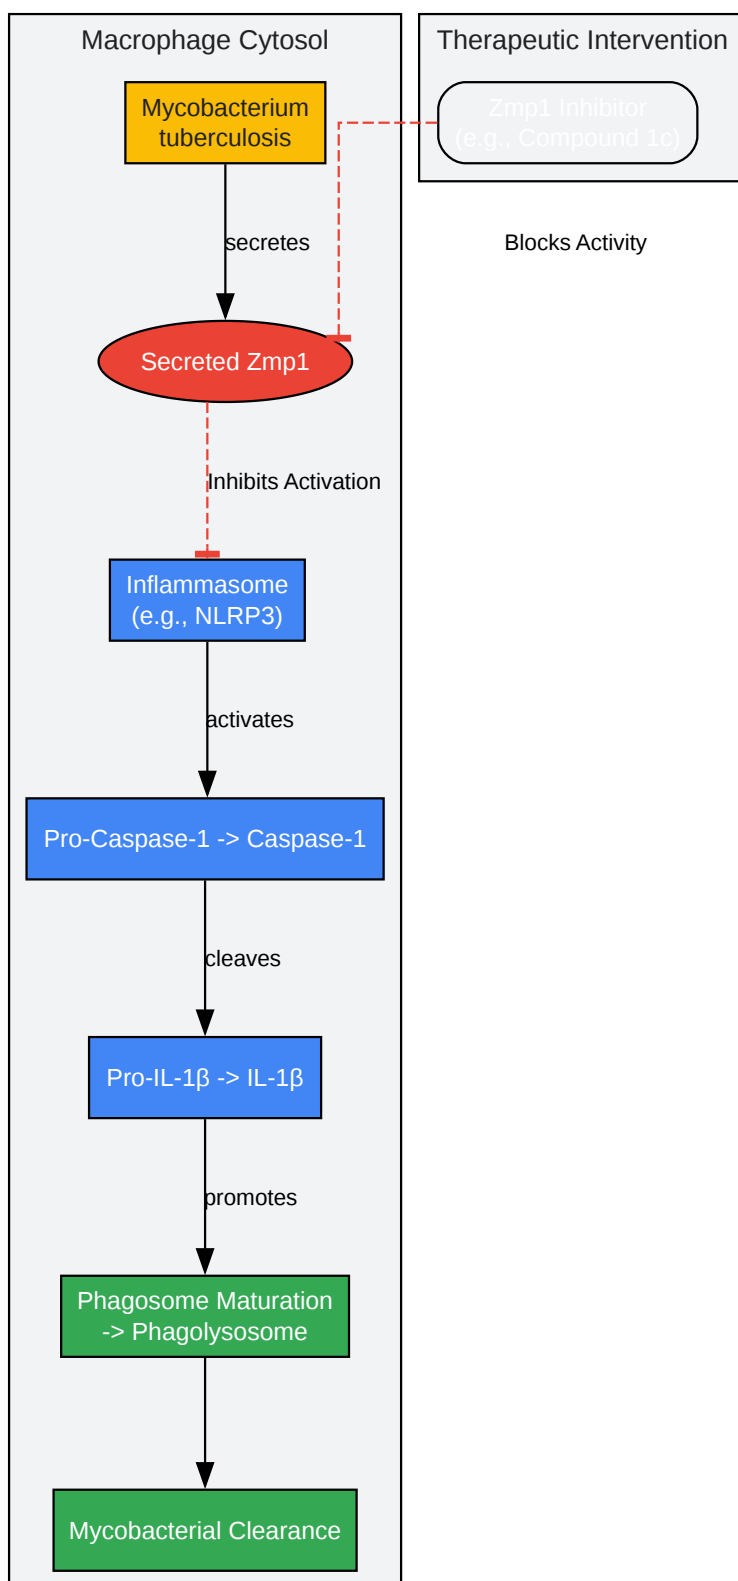 Macrophage Cytosol
Therapeutic Intervention
Mycobacterium
tuberculosis
Zmp1 Inhibitor
(e.g., Compound 1c)
secretes
Blocks Activity
Secreted Zmp1
Inhibits Activation
Inflammasome
(e.g., NLRP3)
activates
Pro-Caspase-1 -> Caspase-1
cleaves
Pro-IL-1β -> IL-1β
promotes
Phagosome Maturation
-> Phagolysosome
Mycobacterial Clearance